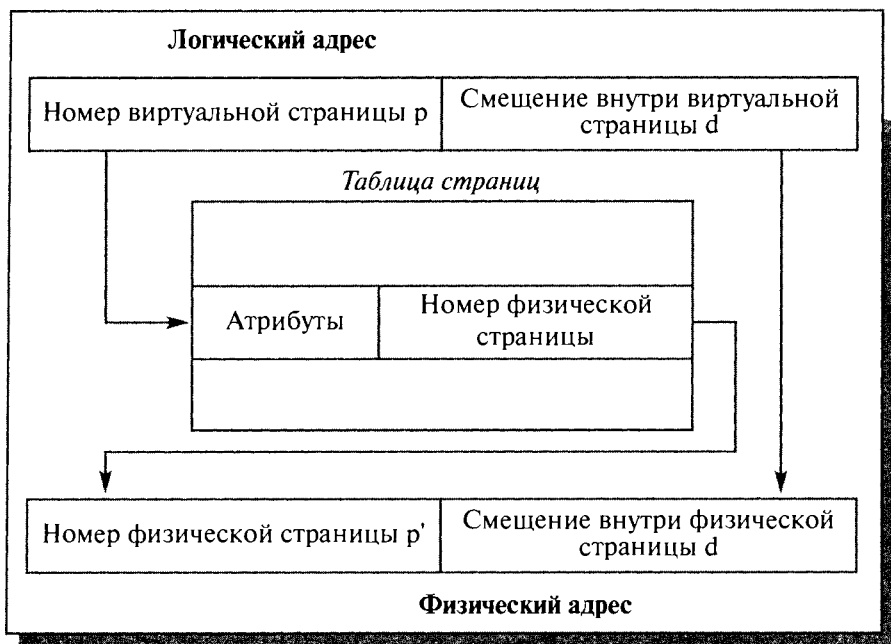 Логический адрес
Номер виртуальной страницы p
Смещение внутри виртуальной
страницы d
Таблица страниц
Атрибуты
Номер физической
страницы
Номер физической страницы p'
Смещение внутри физической
страницы d
Физический адрес